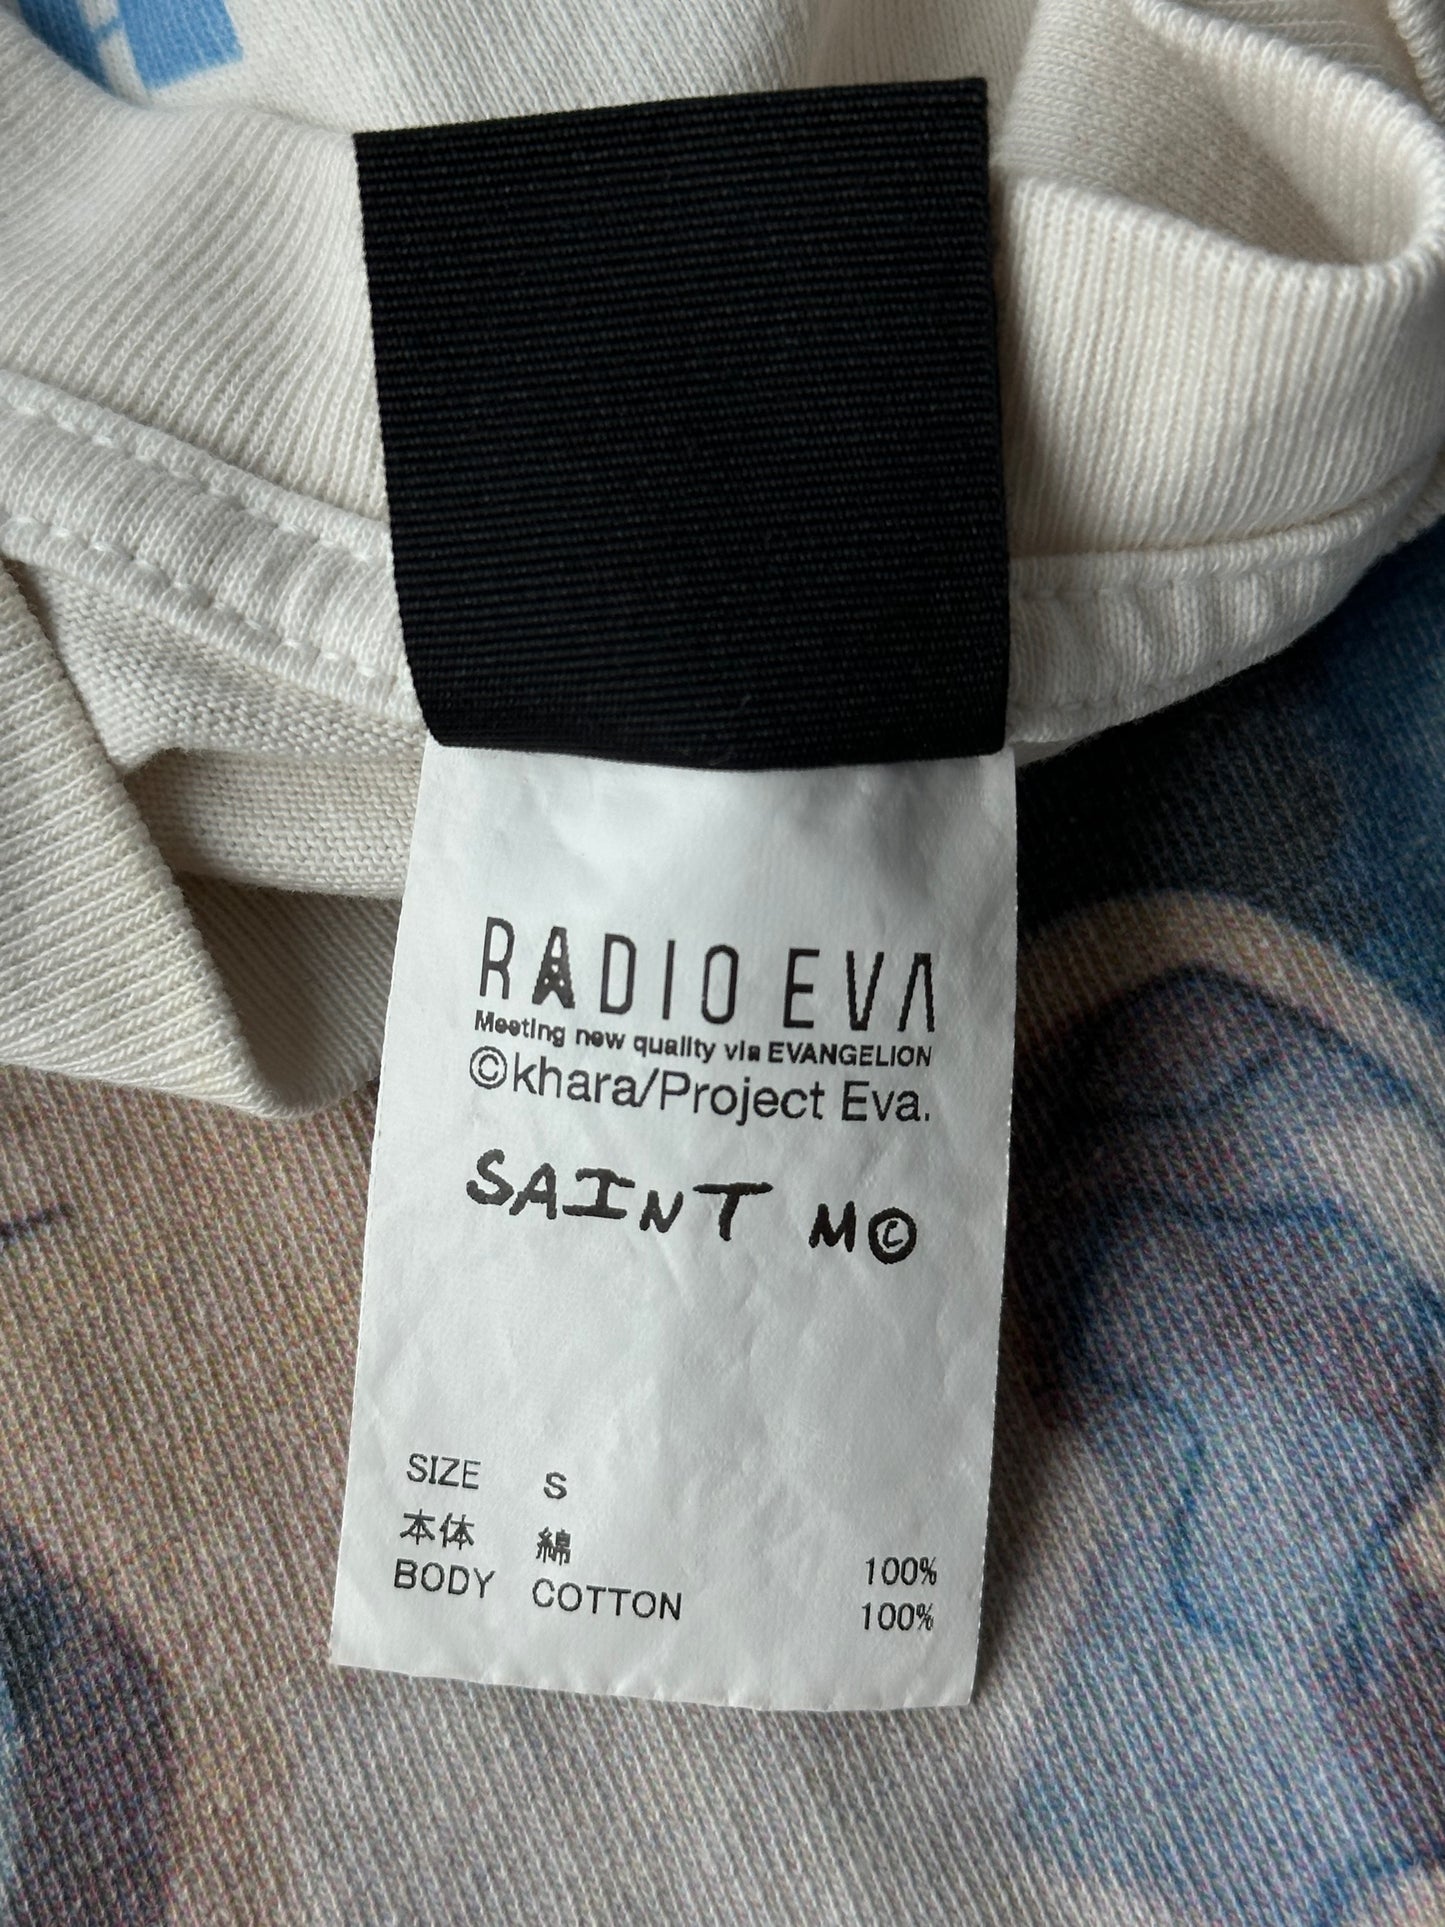 RADIO EVA
Meeting new quality via EVANGELION
©khara/Project Eva.
SAINT M©
SIZE S
本体 綿 100%
BODY COTTON 100%